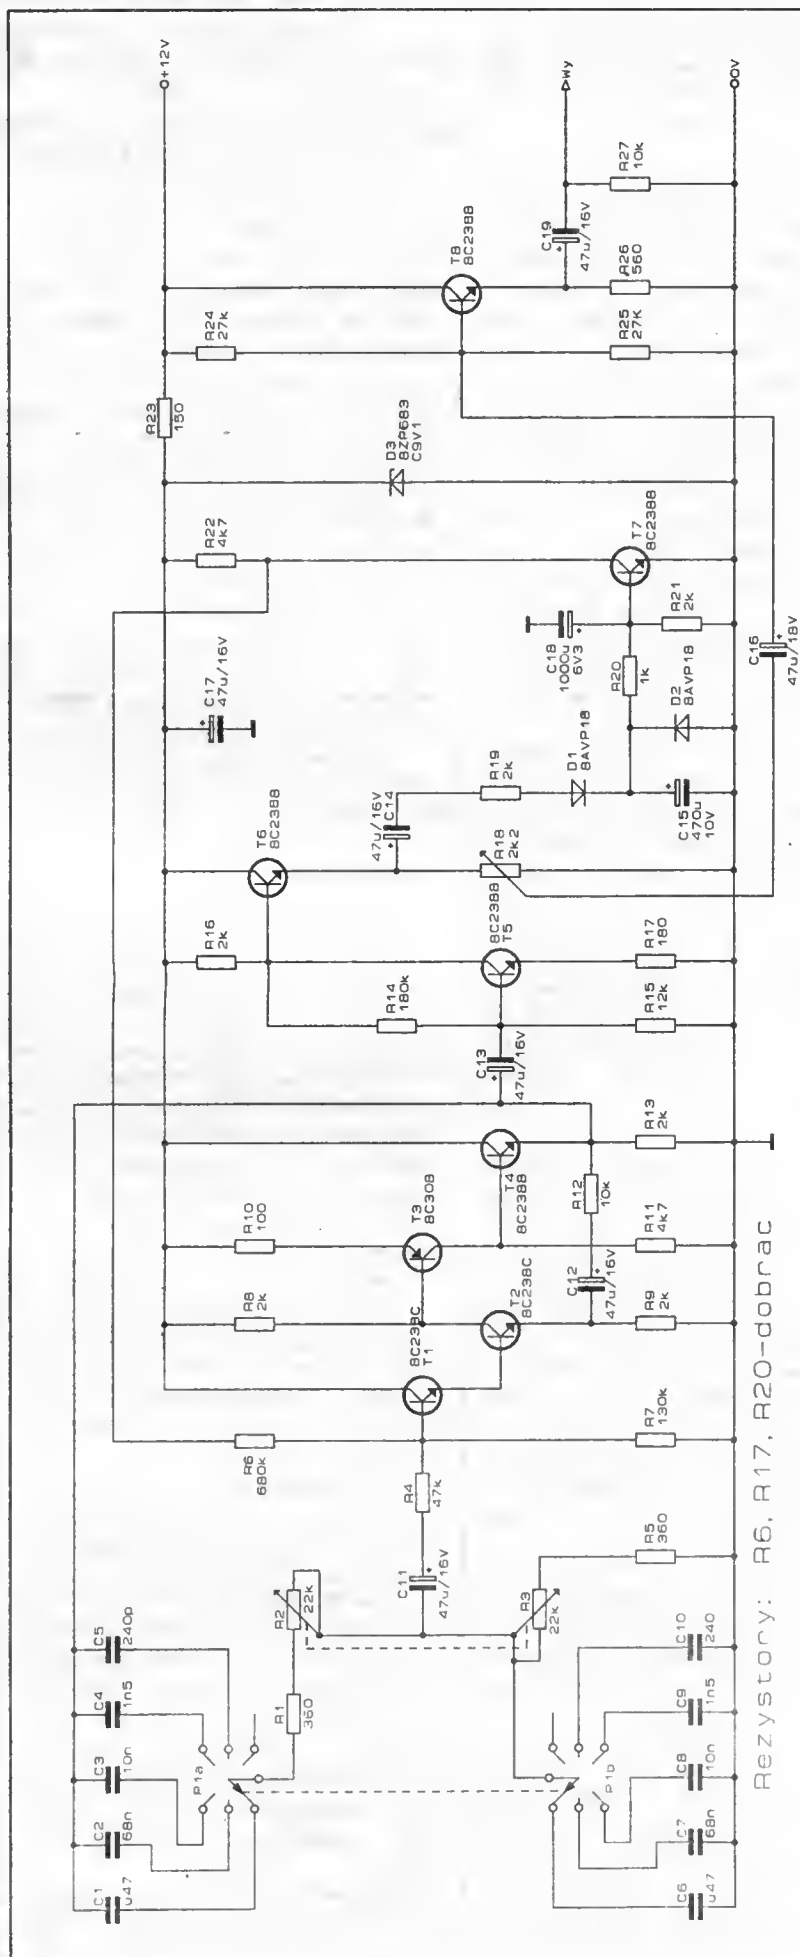 C1
u47
C2
68n
C3
10n
C4
1n5
C5
240p
P1a
R1
360
R2
22k
C11
47u/16V
R3
22k
R5
360
P1b
C6
u47
C7
68n
C8
10n
C9
1n5
C10
240
R4
47k
R6
680k
R7
130k
BC238C
T1
R8
2k
R10
100
T3
BC308
T2
BC238C
T4
BC238B
C12
47u/16V
R12
10k
R9
2k
R11
4k7
R13
2k
C13
47u/16V
R14
180k
R16
2k
BC238B
T5
R15
12k
R17
180
T6
BC238B
47u/16V
C14
R18
2k2
R19
2k
D1
BAVP18
C15
470u
10V
D2
BAVP18
R20
1k
R21
2k
C18
1000u
6V3
T7
BC238B
C17
47u/16V
R22
4k7
D3
BZP683
C9V1
R23
150
R24
27k
R25
27K
C16
47u/18V
T8
BC238B
R26
560
C19
47u/16V
R27
10k
+12V
Wy
0V
Rezystory: R6, R17, R20-dobrac